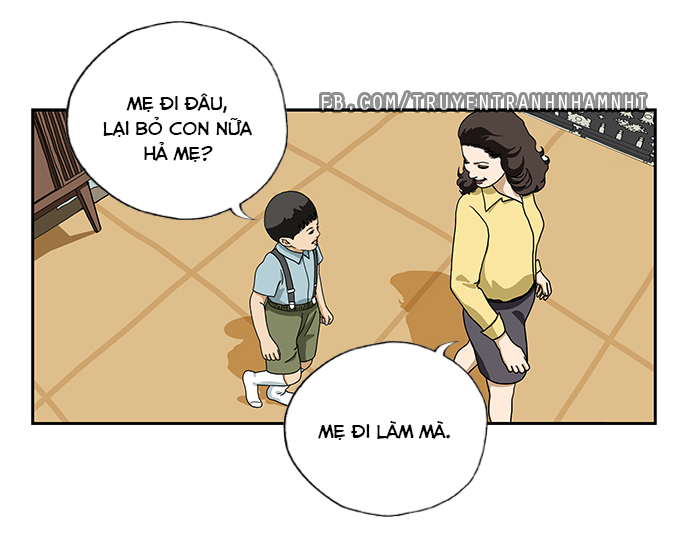 FB.COM/TRUYENTRANHNHAMNHI
MẸ ĐI ĐÂU,
LẠI BỎ CON NỮA
HẢ MẸ?
MẸ ĐI LÀM MÀ.